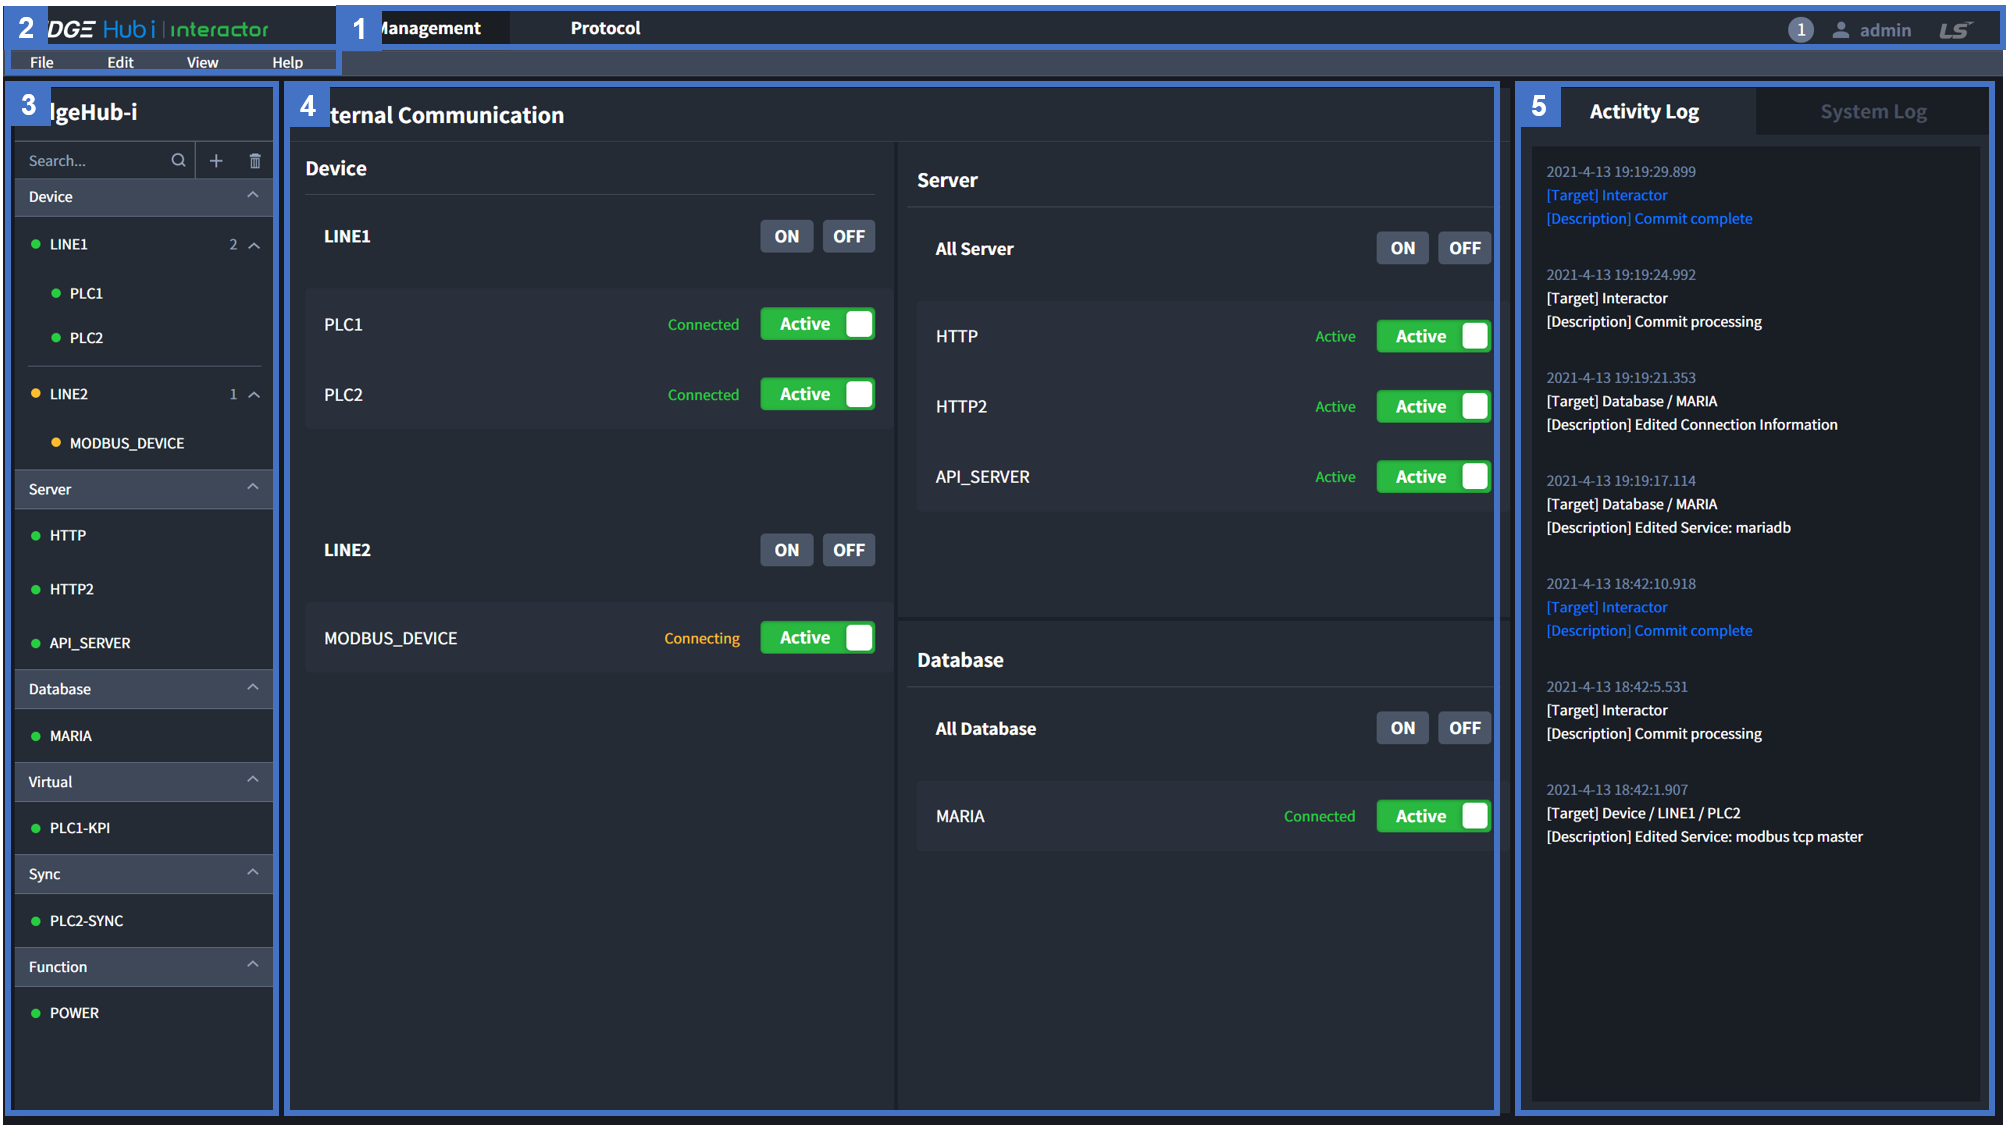 2
DGE Hub i | interactor
1
Management
Protocol
1
admin
LS
File
Edit
View
Help
3
dgeHub-i
Search...
Device
LINE1
2
PLC1
PLC2
LINE2
1
MODBUS_DEVICE
Server
HTTP
HTTP2
API_SERVER
Database
MARIA
Virtual
PLC1-KPI
Sync
PLC2-SYNC
Function
POWER
4
ternal Communication
Device
LINE1
ON
OFF
PLC1
Connected
Active
PLC2
Connected
Active
LINE2
ON
OFF
MODBUS_DEVICE
Connecting
Active
Server
All Server
ON
OFF
HTTP
Active
Active
HTTP2
Active
Active
API_SERVER
Active
Active
Database
All Database
ON
OFF
MARIA
Connected
Active
5
Activity Log
System Log
2021-4-13 19:19:29.899
[Target] Interactor
[Description] Commit complete
2021-4-13 19:19:24.992
[Target] Interactor
[Description] Commit processing
2021-4-13 19:19:21.353
[Target] Database / MARIA
[Description] Edited Connection Information
2021-4-13 19:19:17.114
[Target] Database / MARIA
[Description] Edited Service: mariadb
2021-4-13 18:42:10.918
[Target] Interactor
[Description] Commit complete
2021-4-13 18:42:5.531
[Target] Interactor
[Description] Commit processing
2021-4-13 18:42:1.907
[Target] Device / LINE1 / PLC2
[Description] Edited Service: modbus tcp master